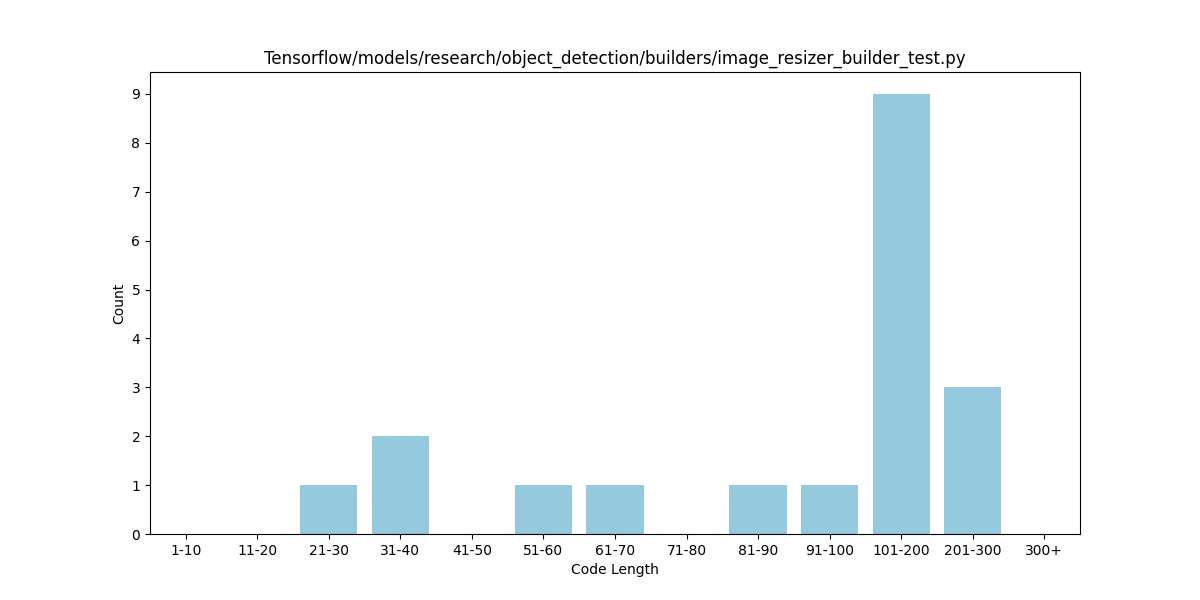 Tensorflow/models/research/object_detection/builders/image_resizer_builder_test.py
9
8
7
6
5
4
3
2
1
0
Count
1-10 11-20 21-30 31-40 41-50 51-60 61-70 71-80 81-90 91-100 101-200 201-300 300+
Code Length